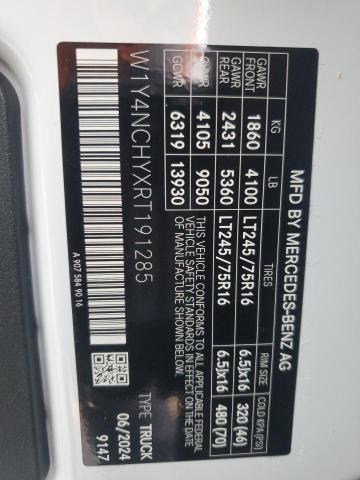 MFD BY MERCEDES-BENZ AG
KG LB TIRES RIM SIZE COLD KPA (PSI)
GAWR FRONT 1860 4100 LT245/75R16 6.5Jx16 320 (46)
GAWR REAR 2431 5360 LT245/75R16 6.5Jx16 480 (70)
GVWR 4105 9050
GCWR 6319 13930
THIS VEHICLE CONFORMS TO ALL APPLICABLE FEDERAL
MOTOR VEHICLE SAFETY STANDARDS IN EFFECT ON THE
DATE OF MANUFACTURE SHOWN ABOVE.
W1Y4NCHYXRT191285
TYPE: TRUCK
06/2024
9147
A 907 584 90 16